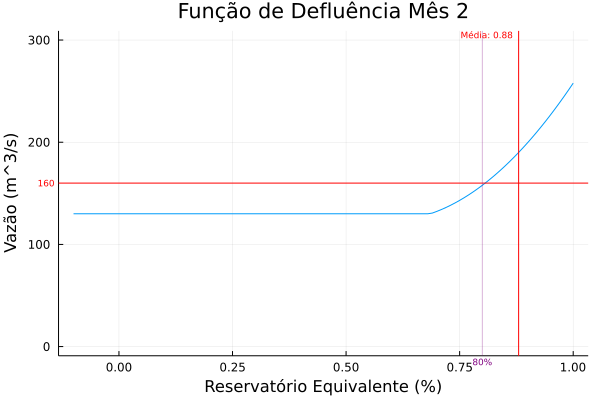 Função de Defluência Mês 2
Média: 0.88
300
200
160
100
0
Vazão (m^3/s)
0.00
0.25
0.50
0.75
80%
1.00
Reservatório Equivalente (%)